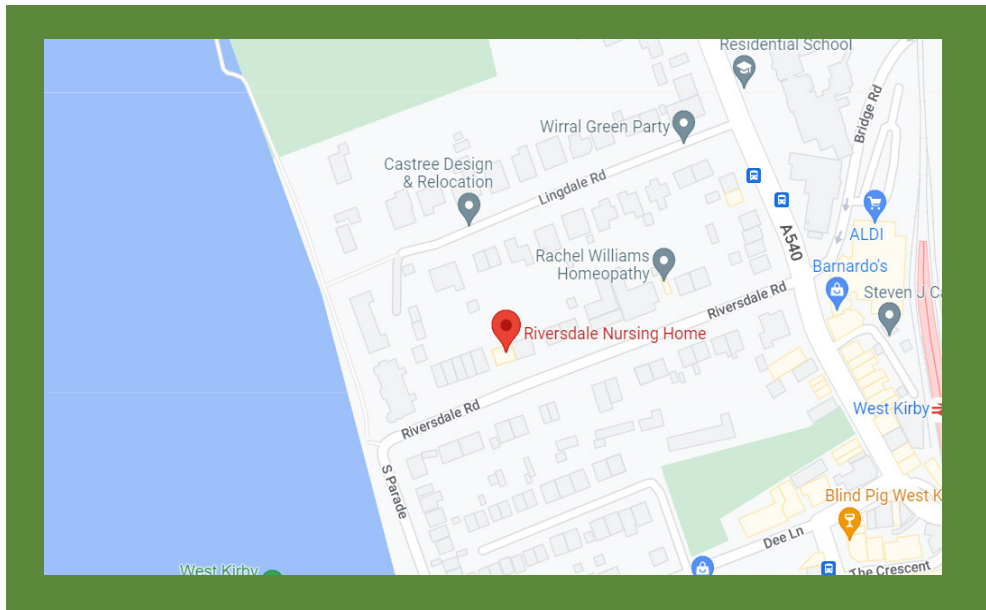 Residential School
Bridge Rd
Wirral Green Party
Castree Design
& Relocation
Lingdale Rd
A540
ALDI
Rachel Williams
Homeopathy
Barnardo's
Riversdale Rd
Steven J C
Riversdale Nursing Home
Riversdale Rd
West Kirby
S Parade
Blind Pig West K
Dee Ln
West Kirby
The Crescent